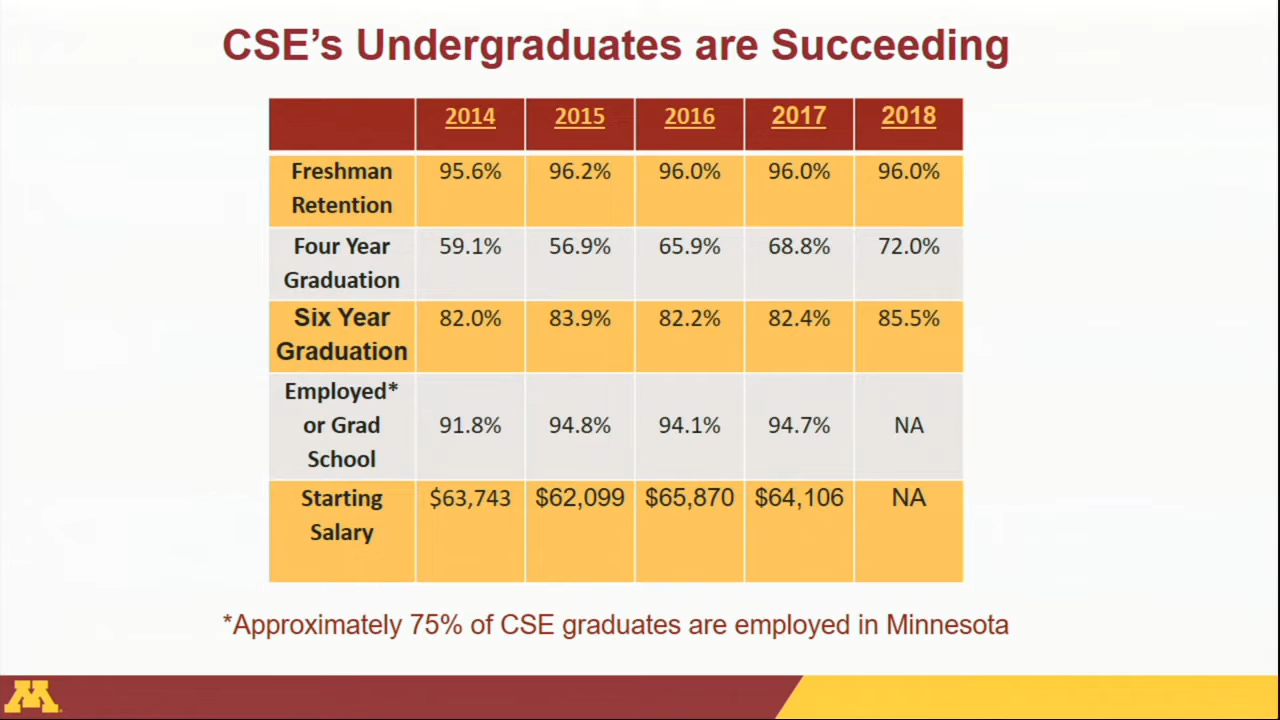 CSE's Undergraduates are Succeeding
2014 2015 2016 2017 2018
Freshman
Retention
95.6% 96.2% 96.0% 96.0% 96.0%
Four Year
Graduation
59.1% 56.9% 65.9% 68.8% 72.0%
Six Year
Graduation
82.0% 83.9% 82.2% 82.4% 85.5%
Employed*
or Grad
School
91.8% 94.8% 94.1% 94.7% NA
Starting
Salary
$63,743 $62,099 $65,870 $64,106 NA
*Approximately 75% of CSE graduates are employed in Minnesota
M